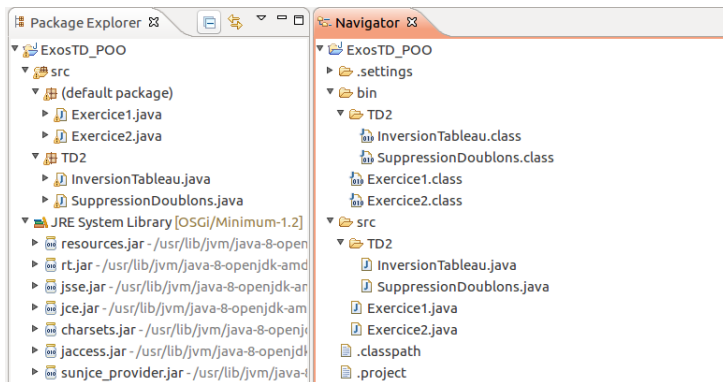 Package Explorer
ExosTD_POO
src
(default package)
Exercice1.java
Exercice2.java
TD2
InversionTableau.java
SuppressionDoublons.java
JRE System Library [OSGi/Minimum-1.2]
resources.jar - /usr/lib/jvm/java-8-open
rt.jar - /usr/lib/jvm/java-8-openjdk-amd
jsse.jar - /usr/lib/jvm/java-8-openjdk-ar
jce.jar - /usr/lib/jvm/java-8-openjdk-am
charsets.jar - /usr/lib/jvm/java-8-openjo
jaccess.jar - /usr/lib/jvm/java-8-openjdk
sunjce_provider.jar - /usr/lib/jvm/java-8
Navigator
ExosTD_POO
.settings
bin
TD2
InversionTableau.class
SuppressionDoublons.class
Exercice1.class
Exercice2.class
src
TD2
InversionTableau.java
SuppressionDoublons.java
Exercice1.java
Exercice2.java
.classpath
.project